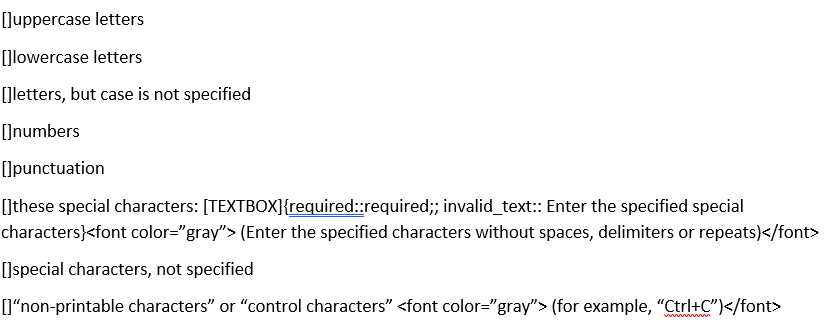 []uppercase letters
[]lowercase letters
[]letters, but case is not specified
[]numbers
[]punctuation
[]these special characters: [TEXTBOX]{required::required;; invalid_text:: Enter the specified special
characters}<font color=”gray”> (Enter the specified characters without spaces, delimiters or repeats)</font>
[]special characters, not specified
[]“non-printable characters” or “control characters” <font color=”gray”> (for example, “Ctrl+C”)</font>